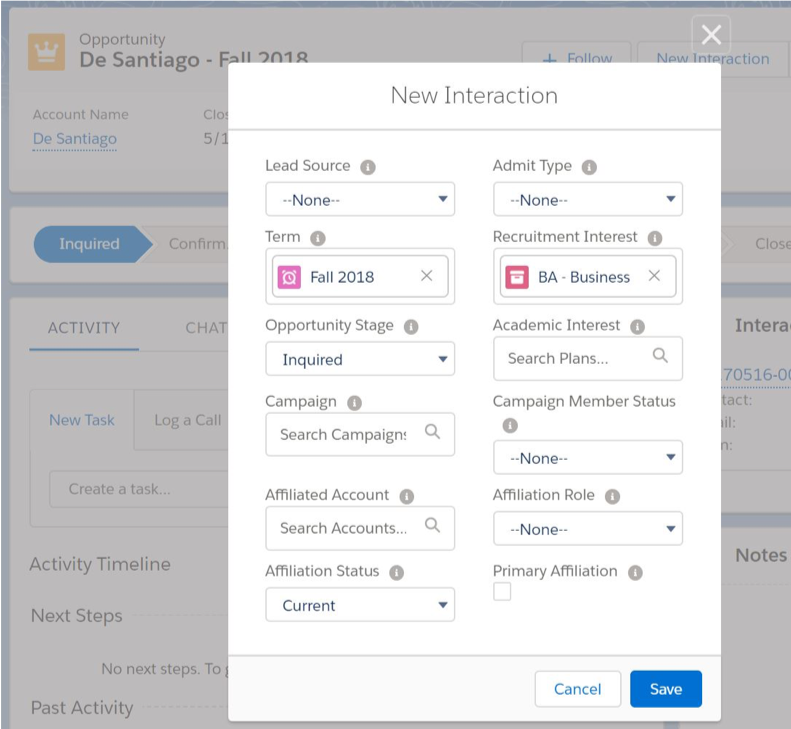 Opportunity
De Santiago - Fall 2018
+ Follow
New Interaction
Account Name
De Santiago
5/1
Inquired
Confirm
Close
ACTIVITY
CHAT
New Task
Log a Call
Create a task...
Activity Timeline
Next Steps
No next steps. To
Past Activity
New Interaction
Lead Source
--None--
Admit Type
--None--
Term
Fall 2018
Recruitment Interest
BA - Business
Opportunity Stage
Inquired
Academic Interest
Search Plans...
Campaign
Search Campaigns
Campaign Member Status
--None--
Affiliated Account
Search Accounts...
Affiliation Role
--None--
Affiliation Status
Current
Primary Affiliation
Cancel
Save
Intera
70516-00
tact:
il:
Notes